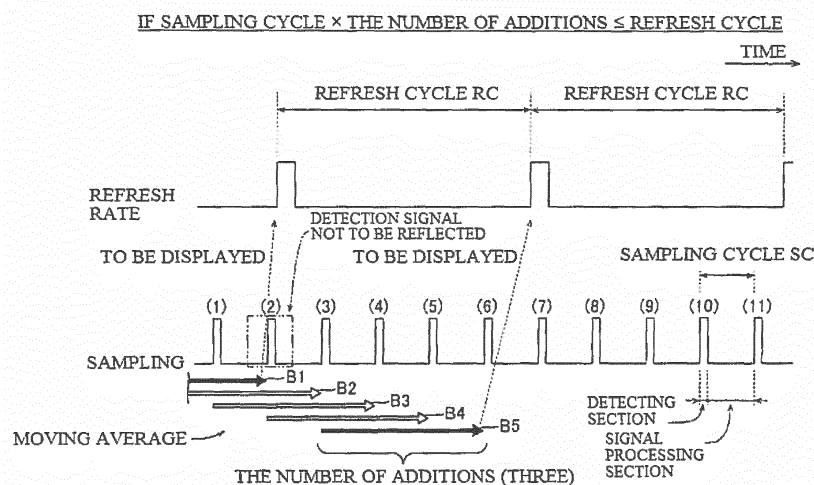 IF SAMPLING CYCLE × THE NUMBER OF ADDITIONS ≤ REFRESH CYCLE
TIME
REFRESH CYCLE RC
REFRESH CYCLE RC
REFRESH
RATE
DETECTION SIGNAL
NOT TO BE REFLECTED
TO BE DISPLAYED
TO BE DISPLAYED
SAMPLING CYCLE SC
(1)
(2)
(3)
(4)
(5)
(6)
(7)
(8)
(9)
(10)
(11)
SAMPLING
B1
B2
B3
B4
B5
MOVING AVERAGE
DETECTING
SECTION
SIGNAL
PROCESSING
SECTION
THE NUMBER OF ADDITIONS (THREE)